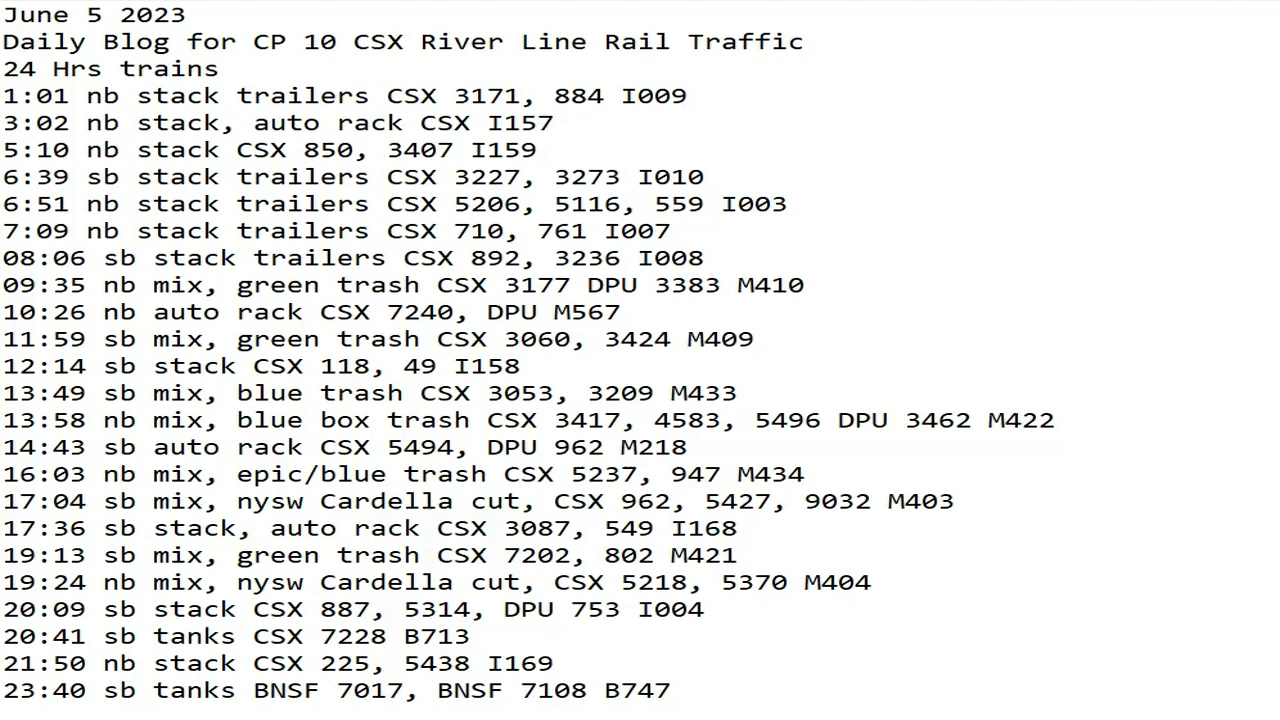 June 5 2023
Daily Blog for CP 10 CSX River Line Rail Traffic
24 Hrs trains
1:01 nb stack trailers CSX 3171, 884 I009
3:02 nb stack, auto rack CSX I157
5:10 nb stack CSX 850, 3407 I159
6:39 sb stack trailers CSX 3227, 3273 I010
6:51 nb stack trailers CSX 5206, 5116, 559 I003
7:09 nb stack trailers CSX 710, 761 I007
08:06 sb stack trailers CSX 892, 3236 I008
09:35 nb mix, green trash CSX 3177 DPU 3383 M410
10:26 nb auto rack CSX 7240, DPU M567
11:59 sb mix, green trash CSX 3060, 3424 M409
12:14 sb stack CSX 118, 49 I158
13:49 sb mix, blue trash CSX 3053, 3209 M433
13:58 nb mix, blue box trash CSX 3417, 4583, 5496 DPU 3462 M422
14:43 sb auto rack CSX 5494, DPU 962 M218
16:03 nb mix, epic/blue trash CSX 5237, 947 M434
17:04 sb mix, nysw Cardella cut, CSX 962, 5427, 9032 M403
17:36 sb stack, auto rack CSX 3087, 549 I168
19:13 sb mix, green trash CSX 7202, 802 M421
19:24 nb mix, nysw Cardella cut, CSX 5218, 5370 M404
20:09 sb stack CSX 887, 5314, DPU 753 I004
20:41 sb tanks CSX 7228 B713
21:50 nb stack CSX 225, 5438 I169
23:40 sb tanks BNSF 7017, BNSF 7108 B747